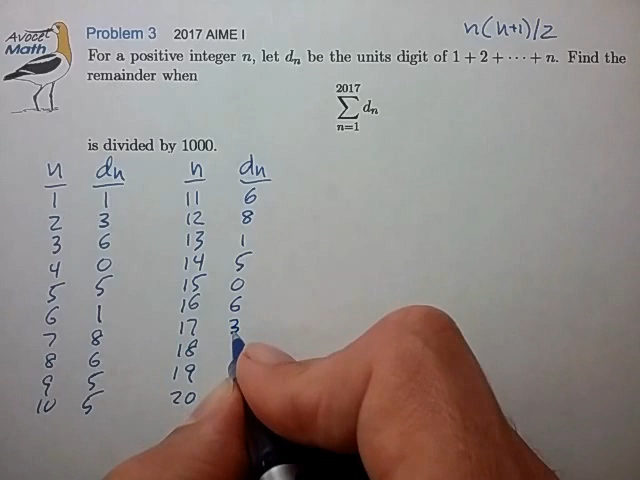 Avocet
Math
Problem 3 2017 AIME I
n(n+1)/2
For a positive integer n, let dₙ be the units digit of 1 + 2 + ⋯ + n. Find the
remainder when
2017
∑ dₙ
n=1
is divided by 1000.
n dn n dn
1 1 11 6
2 3 12 8
3 6 13 1
4 0 14 5
5 5 15 0
6 1 16 6
7 8 17 3
8 6 18
9 5 19
10 5 20